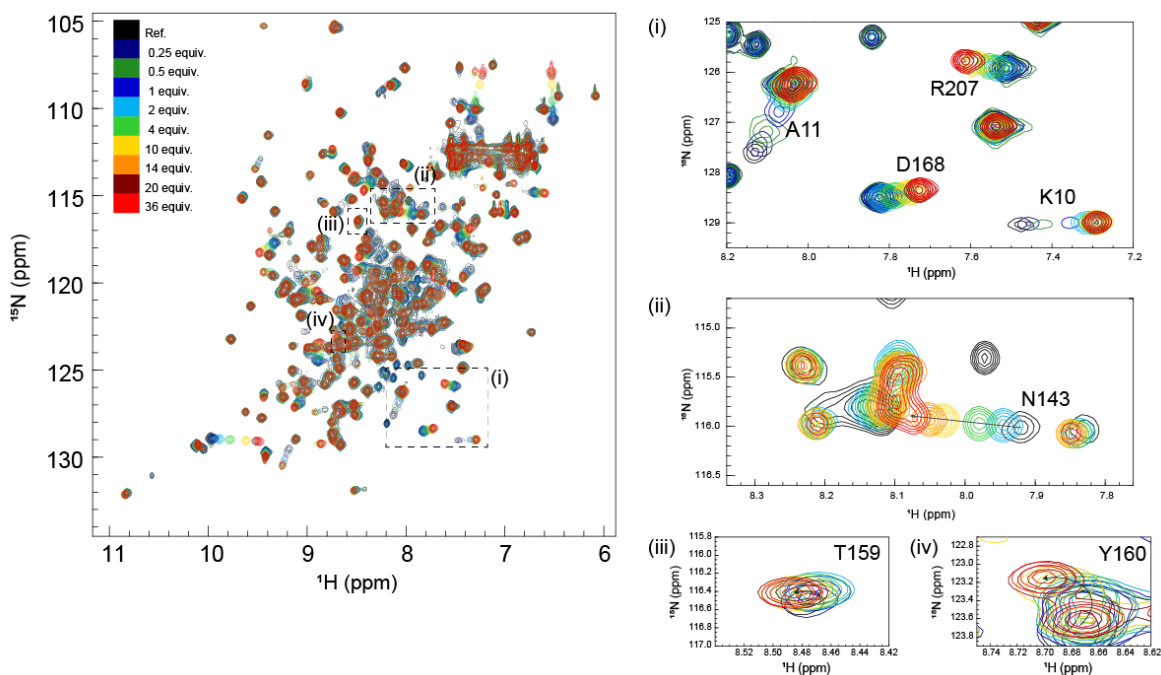 105
110
115
120
125
130
¹⁵N (ppm)
11 10 9 8 7 6
¹H (ppm)
Ref.
0.25 equiv.
0.5 equiv.
1 equiv.
2 equiv.
4 equiv.
10 equiv.
14 equiv.
20 equiv.
36 equiv.
(ii)
(iii)
(iv)
(i)
(i)
125
126
127
128
129
¹⁵N (ppm)
R207
A11
D168
K10
8.2 8.0 7.8 7.6 7.4 7.2
¹H (ppm)
(ii)
115.0
115.5
116.0
116.5
¹⁵N (ppm)
N143
8.3 8.2 8.1 8.0 7.9 7.8
¹H (ppm)
(iii)
T159
115.8
116.0
116.2
116.4
116.6
116.8
117.0
¹⁵N (ppm)
8.52 8.50 8.48 8.46 8.44 8.42
¹H (ppm)
(iv)
Y160
122.8
123.0
123.2
123.4
123.6
123.8
¹⁵N (ppm)
8.74 8.72 8.70 8.68 8.66 8.64 8.62
¹H (ppm)